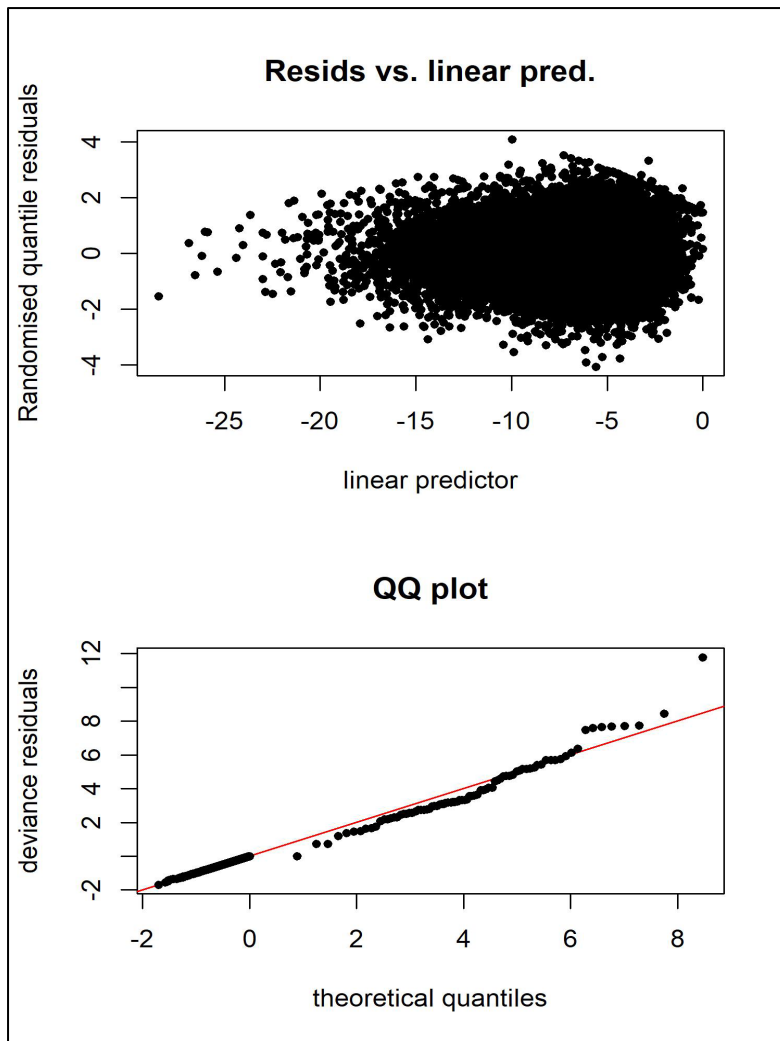 Resids vs. linear pred.
Randomised quantile residuals
4
2
0
-2
-4
-25 -20 -15 -10 -5 0
linear predictor
QQ plot
deviance residuals
12
8
6
4
2
-2
-2 0 2 4 6 8
theoretical quantiles